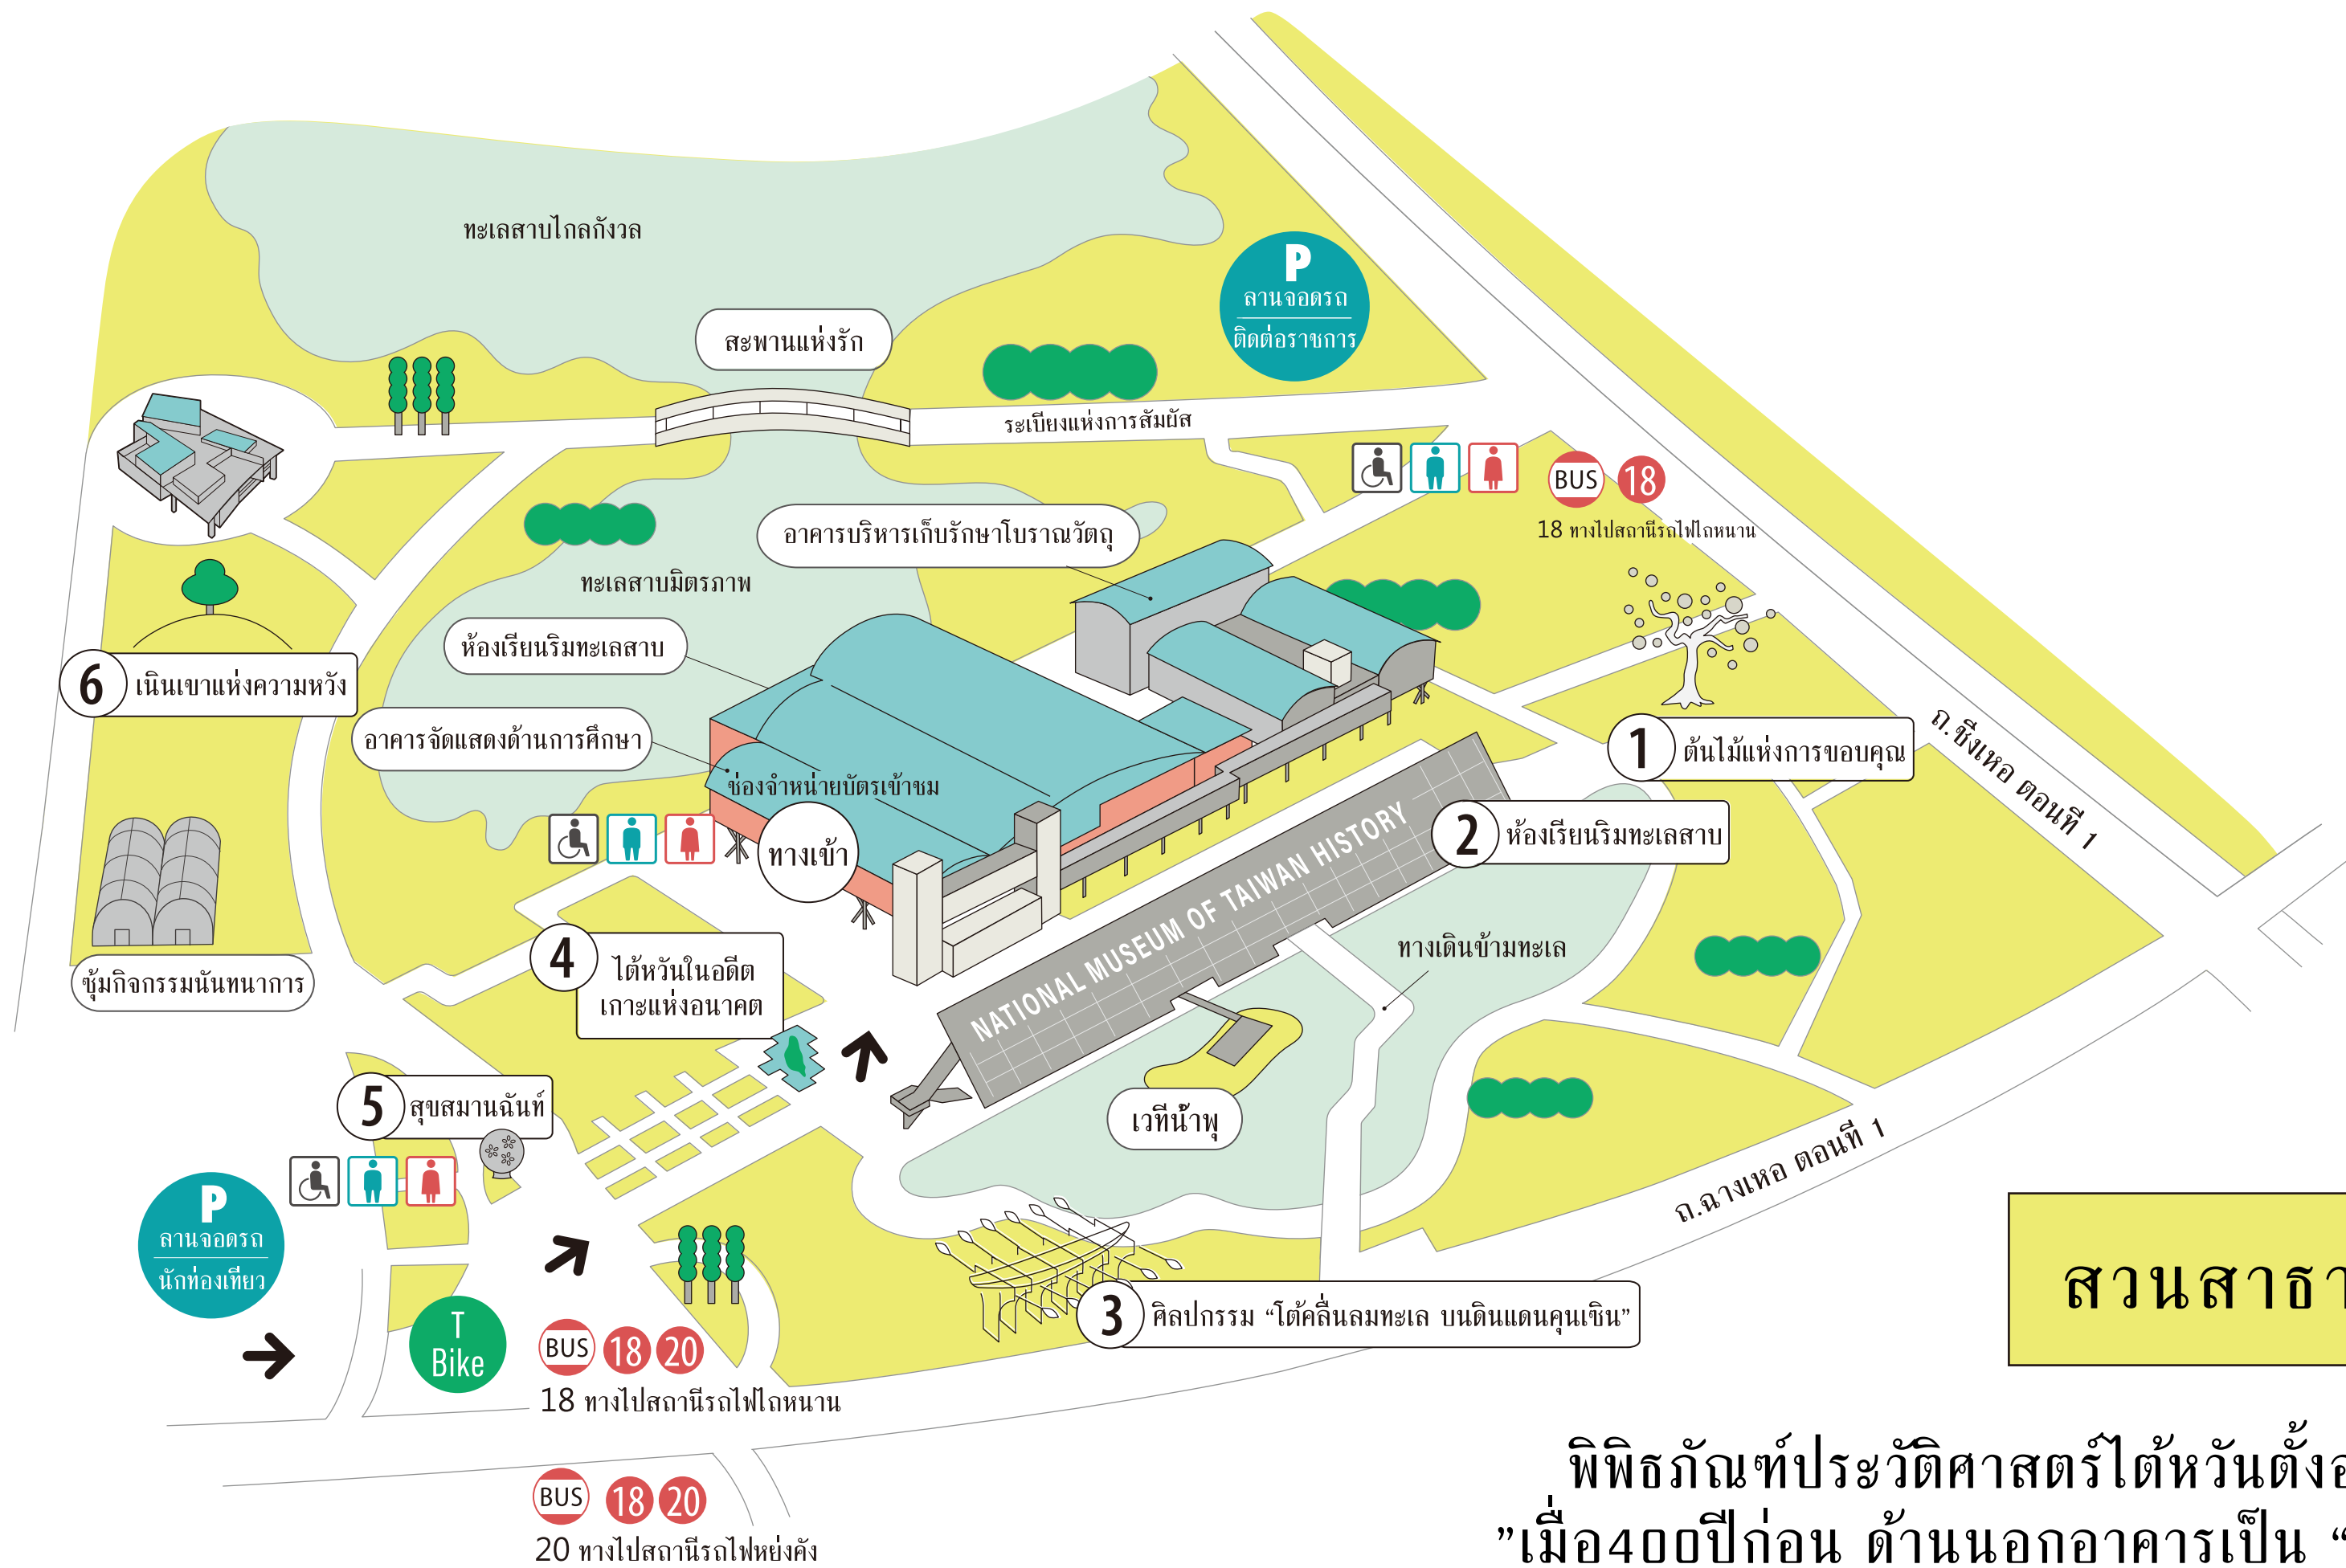 ทะเลสาบไกลกังวล
P
ลานจอดรถ
ติดต่อราชการ
สะพานแห่งรัก
ระเบียงแห่งการสัมผัส
BUS 18
18 ทางไปสถานีรถไฟไถหนาน
อาคารบริหารเก็บรักษาโบราณวัตถุ
ทะเลสาบมิตรภาพ
ห้องเรียนริมทะเลสาบ
6 เนินเขาแห่งความหวัง
อาคารจัดแสดงด้านการศึกษา
ช่องจำหน่ายบัตรเข้าชม
ทางเข้า
1 ต้นไม้แห่งการขอบคุณ
ถ.ซึงเหอ ตอนที่ 1
2 ห้องเรียนริมทะเลสาบ
NATIONAL MUSEUM OF TAIWAN HISTORY
ทางเดินข้ามทะเล
4 ไต้หวันในอดีต
เกาะแห่งอนาคต
ซุ้มกิจกรรมนันทนาการ
5 สุขสมานฉันท์
เวทีน้ำพุ
ถ.ฉางเหอ ตอนที่ 1
P
ลานจอดรถ
นักท่องเที่ยว
T
Bike
3 ศิลปกรรม “โต้คลื่นลมทะเล บนดินแดนคุนเชิน”
BUS 18 20
18 ทางไปสถานีรถไฟไถหนาน
BUS 18 20
20 ทางไปสถานีรถไฟหย่งคัง
สวนสาธา
พิพิธภัณฑ์ประวัติศาสตร์ไต้หวันตั้ง
”เมื่อ400ปีก่อน ด้านนอกอาคารเป็น “